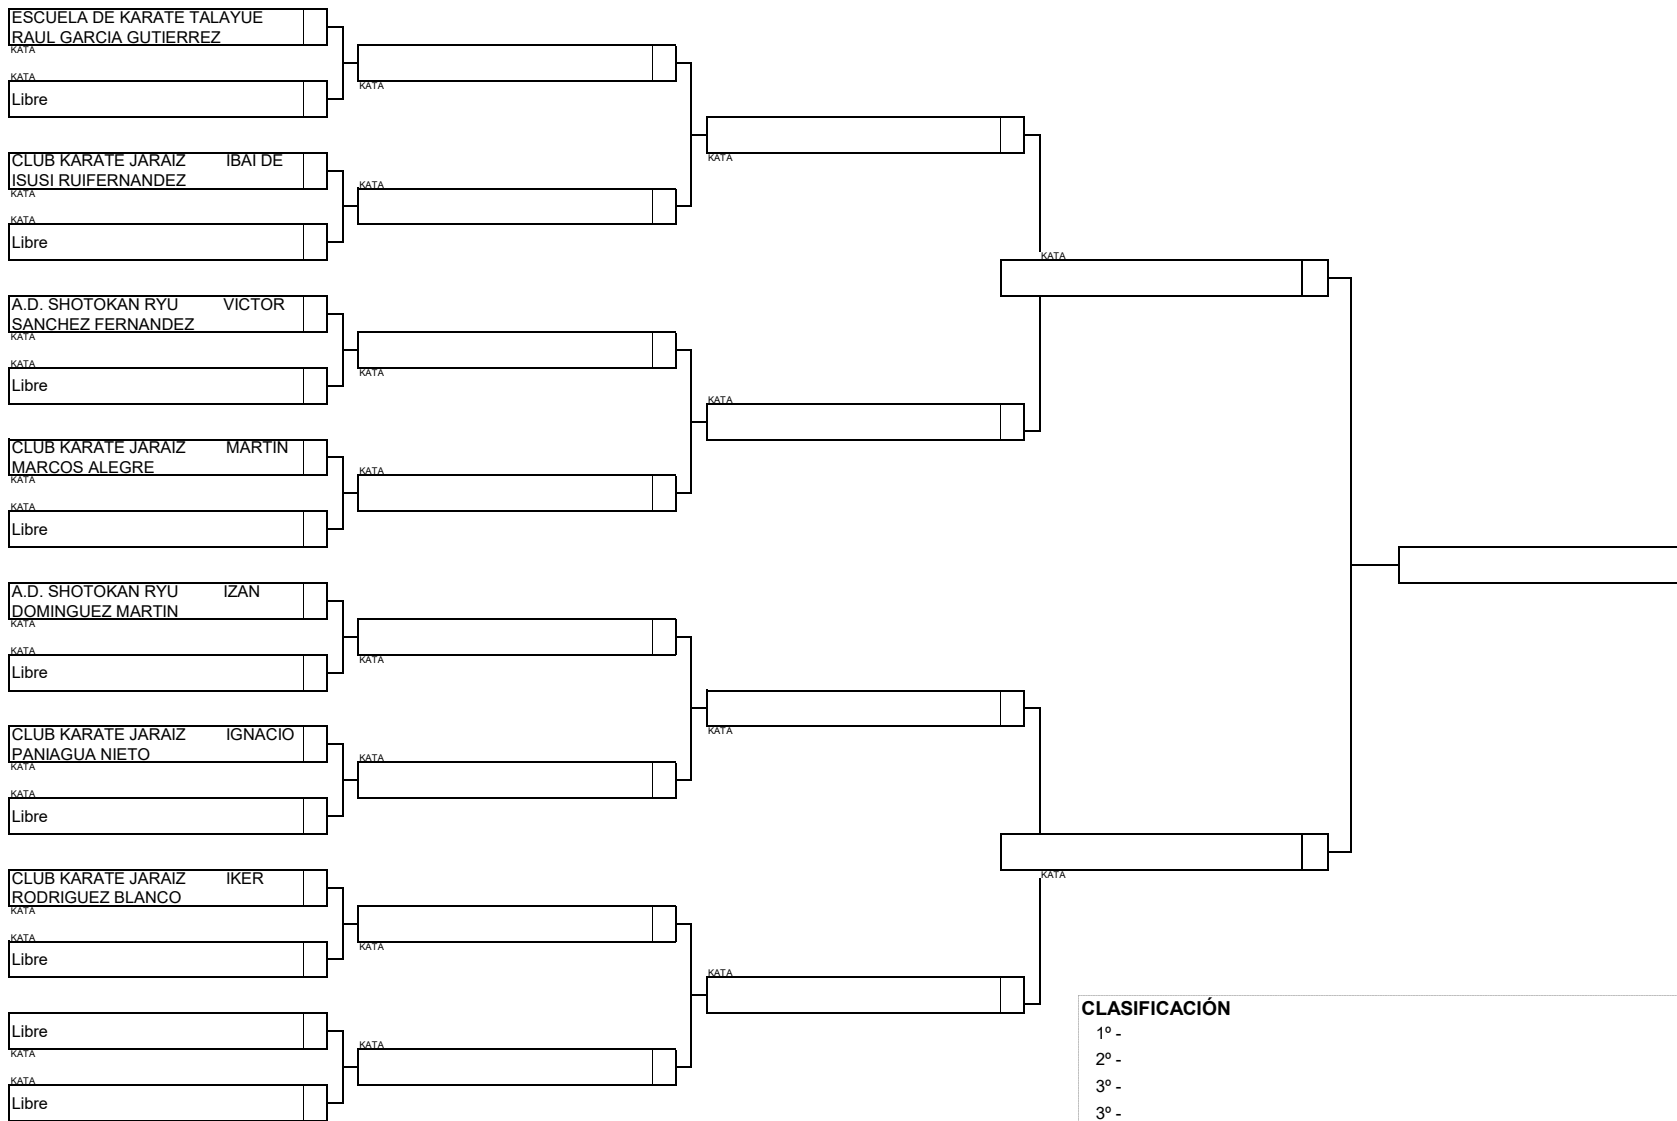 ESCUELA DE KARATE TALAYUE
RAUL GARCIA GUTIERREZ
KATA
KATA
Libre
KATA
CLUB KARATE JARAIZ IBAI DE
ISUSI RUIFERNANDEZ
KATA
KATA
Libre
KATA
KATA
A.D. SHOTOKAN RYU VICTOR
SANCHEZ FERNANDEZ
KATA
KATA
Libre
KATA
CLUB KARATE JARAIZ MARTIN
MARCOS ALEGRE
KATA
KATA
Libre
KATA
KATA
KATA
A.D. SHOTOKAN RYU IZAN
DOMINGUEZ MARTIN
KATA
KATA
Libre
KATA
CLUB KARATE JARAIZ IGNACIO
PANIAGUA NIETO
KATA
KATA
Libre
KATA
KATA
CLUB KARATE JARAIZ IKER
RODRIGUEZ BLANCO
KATA
KATA
Libre
KATA
Libre
KATA
KATA
Libre
KATA
KATA
KATA
CLASIFICACIÓN
1º -
2º -
3º -
3º -